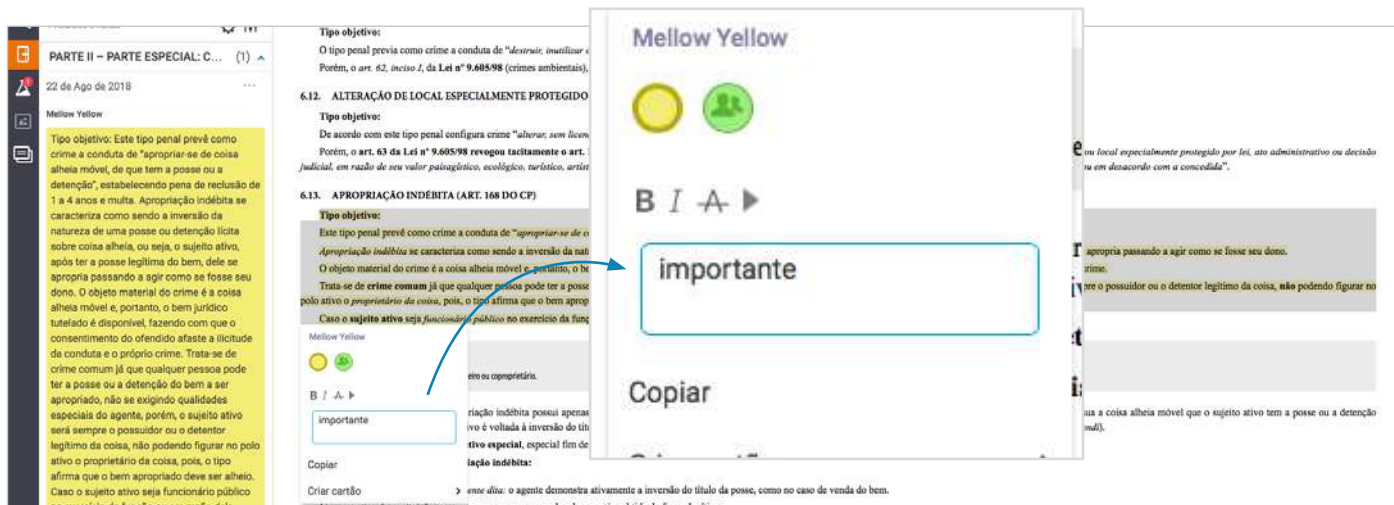 PARTE II – PARTE ESPECIAL: C... (1)
22 de Ago de 2018 ...
Mellow Yellow
Tipo objetivo: Este tipo penal prevê como
crime a conduta de "apropriar-se de coisa
alheia móvel, de que tem a posse ou a
detenção", estabelecendo pena de reclusão de
1 a 4 anos e multa. Apropriação indébita se
caracteriza como sendo a inversão da
natureza de uma posse ou detenção lícita
sobre coisa alheia, ou seja, o sujeito ativo,
após ter a posse legítima do bem, dele se
apropria passando a agir como se fosse seu
dono. O objeto material do crime é a coisa
alheia móvel e, portanto, o bem jurídico
tutelado é disponível, fazendo com que o
consentimento do ofendido afaste a ilicitude
da conduta e o próprio crime. Trata-se de
crime comum já que qualquer pessoa pode
ter a posse ou a detenção do bem a ser
apropriado, não se exigindo qualidades
especiais do agente, porém, o sujeito ativo
será sempre o possuidor ou o detentor
legítimo da coisa, não podendo figurar no polo
ativo o proprietário da coisa, pois, o tipo
afirma que o bem apropriado deve ser alheio.
Caso o sujeito ativo seja funcionário público
Tipo objetivo:
O tipo penal previa como crime a conduta de "destruir, inutilizar
Porém, o art. 62, inciso I, da Lei nº 9.605/98 (crimes ambientais),
6.12. ALTERAÇÃO DE LOCAL ESPECIALMENTE PROTEGIDO
Tipo objetivo:
De acordo com este tipo penal configura crime "alterar, sem
Porém, o art. 63 da Lei nº 9.605/98 revogou tacitamente o art.
ou local especialmente protegido por lei, ato administrativo ou decisão
judicial, em razão de seu valor paisagístico, ecológico, turístico,
em desacordo com a concedida".
6.13. APROPRIAÇÃO INDÉBITA (ART. 168 DO CP)
Tipo objetivo:
Este tipo penal prevê como crime a conduta de "apropriar-se de
Apropriação indébita se caracteriza como sendo a inversão da
apropria passando a agir como se fosse seu dono.
O objeto material do crime é a coisa alheia móvel e, portanto, o
crime.
Trata-se de crime comum já que qualquer pessoa pode ter a posse
o possuidor ou o detentor legítimo da coisa, não podendo figurar no
polo ativo o proprietário da coisa, pois, o tipo afirma que o bem
Caso o sujeito ativo seja funcionário público no exercício da
Mellow Yellow
B I A
importante
Copiar
Criar cartão
ou coproprietário.
indébita possui apenas
a coisa alheia móvel que o sujeito ativo tem a posse ou a detenção
é voltada à inversão do
especial, especial fim de
indébita:
dita: o agente demonstra ativamente a inversão do título da posse, como no caso de venda do bem.
Mellow Yellow
B I A
importante
Copiar